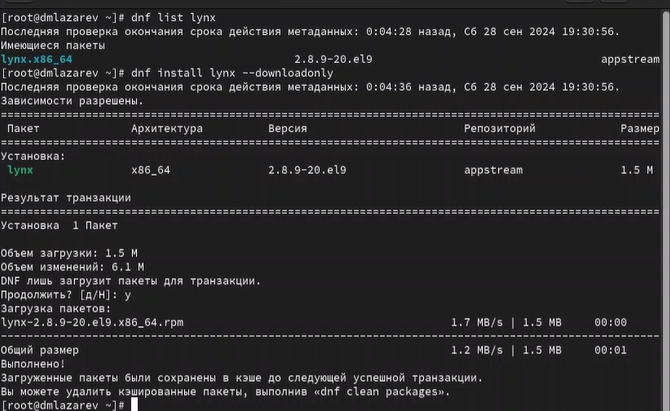 [root@dmlazarev ~]# dnf list lynx
Последняя проверка окончания срока действия метаданных: 0:04:28 назад, Сб 28 сен 2024 19:30:56.
Имеющиеся пакеты
lynx.x86_64 2.8.9-20.el9 appstream
[root@dmlazarev ~]# dnf install lynx --downloadonly
Последняя проверка окончания срока действия метаданных: 0:04:36 назад, Сб 28 сен 2024 19:30:56.
Зависимости разрешены.
================================================================================
Пакет Архитектура Версия Репозиторий Размер
================================================================================
Установка:
lynx x86_64 2.8.9-20.el9 appstream 1.5 M
Результат транзакции
================================================================================
Установка 1 Пакет
Объем загрузки: 1.5 M
Объем изменений: 6.1 M
DNF лишь загрузит пакеты для транзакции.
Продолжить? [д/Н]: y
Загрузка пакетов:
lynx-2.8.9-20.el9.x86_64.rpm 1.7 MB/s | 1.5 MB 00:00
--------------------------------------------------------------------------------
Общий размер 1.2 MB/s | 1.5 MB 00:01
Выполнено!
Загруженные пакеты были сохранены в кэше до следующей успешной транзакции.
Вы можете удалить кэшированные пакеты, выполнив «dnf clean packages».
[root@dmlazarev ~]#